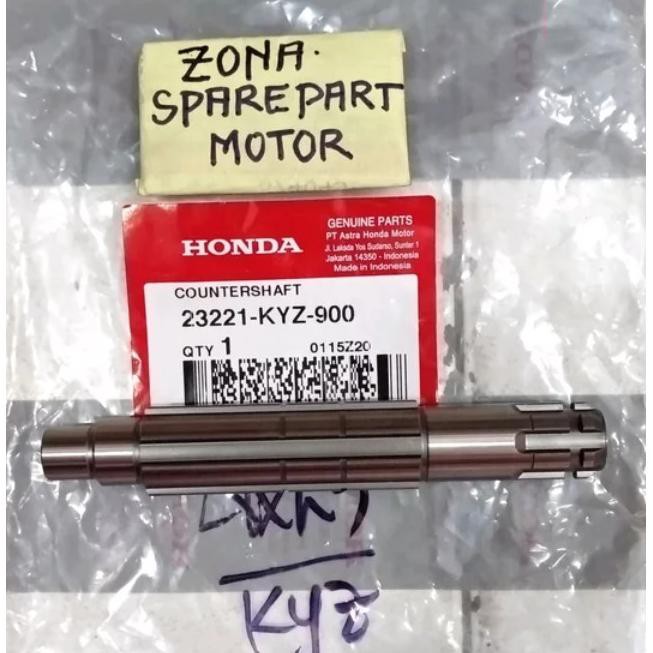 ZONA.
SPAREPART
MOTOR
HONDA
GENUINE PARTS
PT Astra Honda Motor
Jl. Laksda Yos Sudarso, Sunter 1
Jakarta 14350 - Indonesia
Made in Indonesia
COUNTERSHAFT
23221-KYZ-900
QTY 1
0115Z20
KYZ